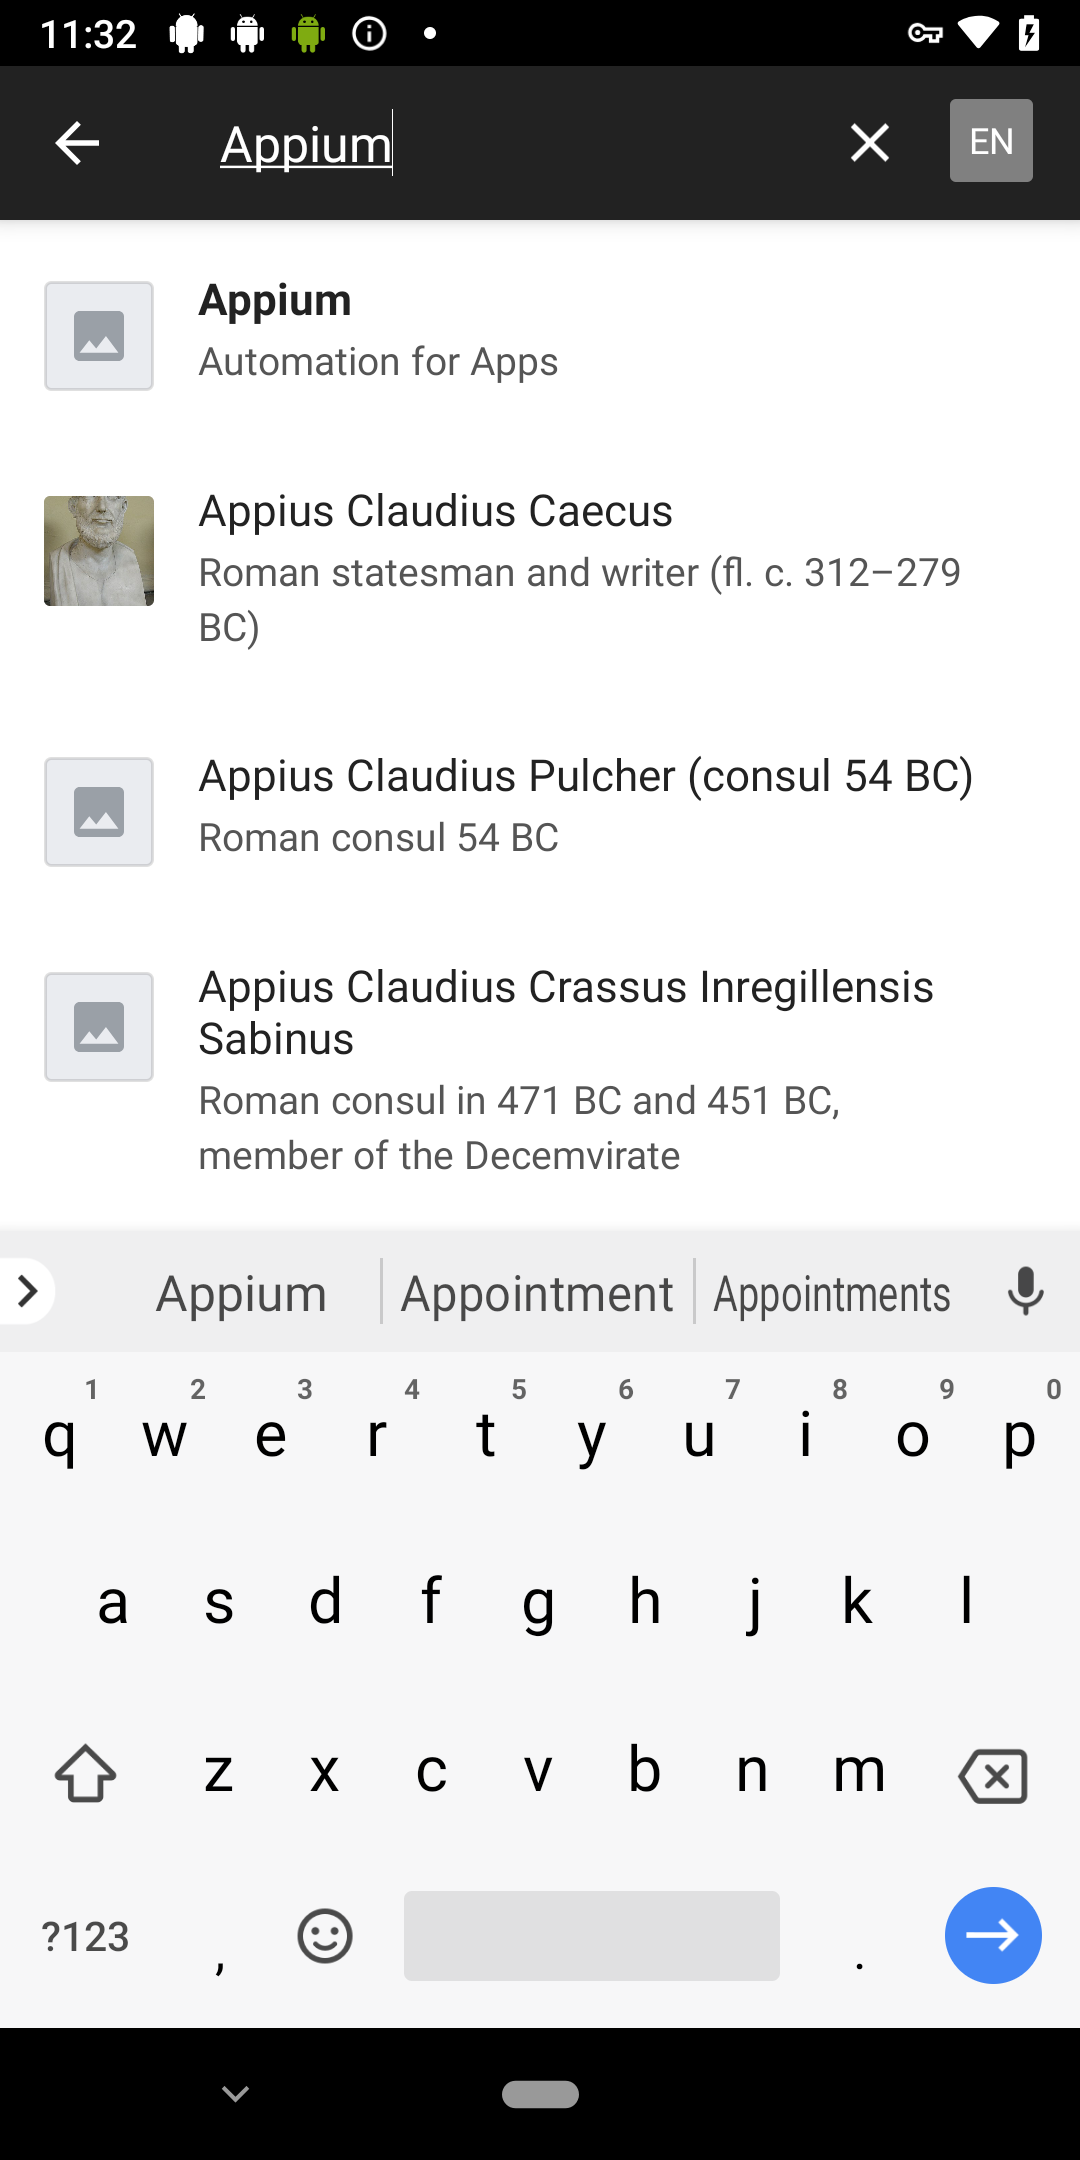 11:32
Appium
EN
Appium
Automation for Apps
Appius Claudius Caecus
Roman statesman and writer (fl. c. 312–279
BC)
Appius Claudius Pulcher (consul 54 BC)
Roman consul 54 BC
Appius Claudius Crassus Inregillensis
Sabinus
Roman consul in 471 BC and 451 BC,
member of the Decemvirate
Appium Appointment Appointments
1 2 3 4 5 6 7 8 9 0
q w e r t y u i o p
a s d f g h j k l
z x c v b n m
?123 , .